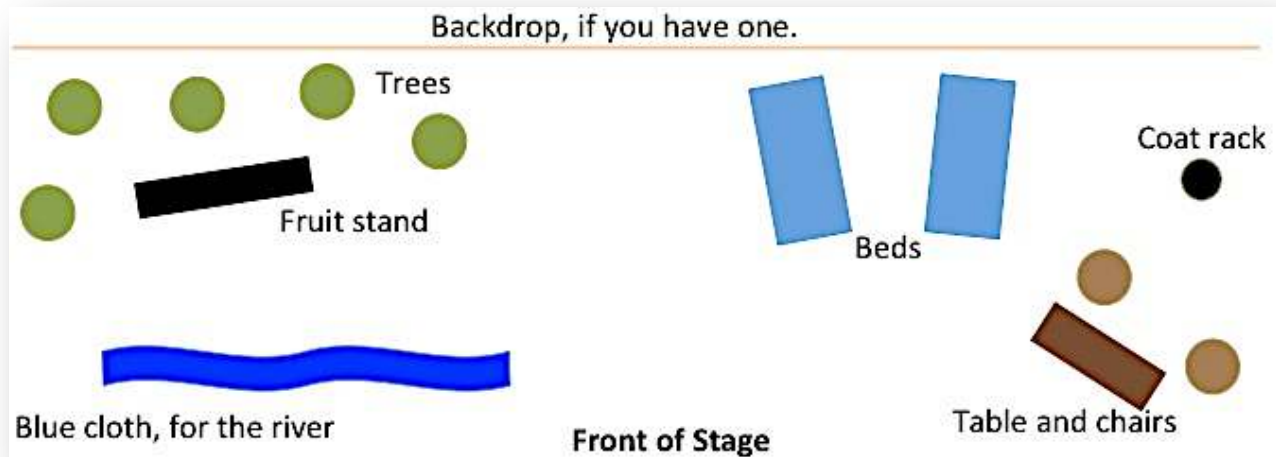 Backdrop, if you have one.
Trees
Coat rack
Fruit stand
Beds
Blue cloth, for the river
Table and chairs
Front of Stage